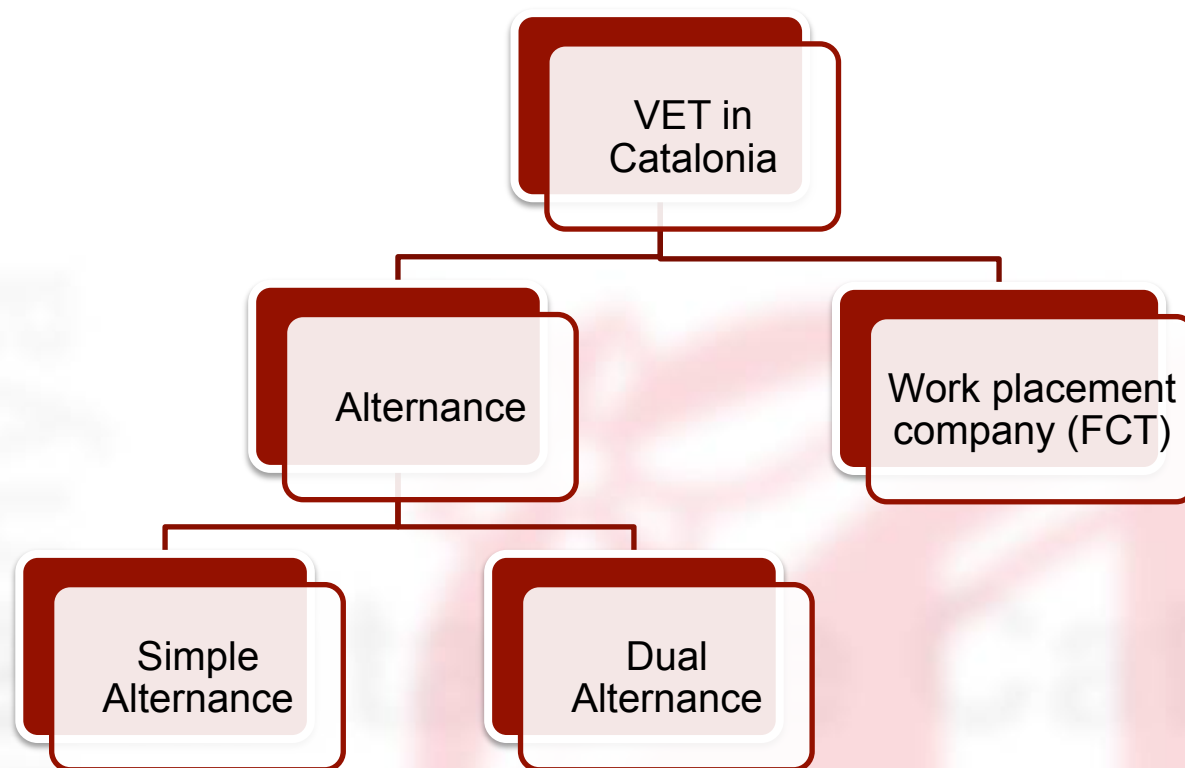 VET in
Catalonia
Alternance
Work placement
company (FCT)
Simple
Alternance
Dual
Alternance